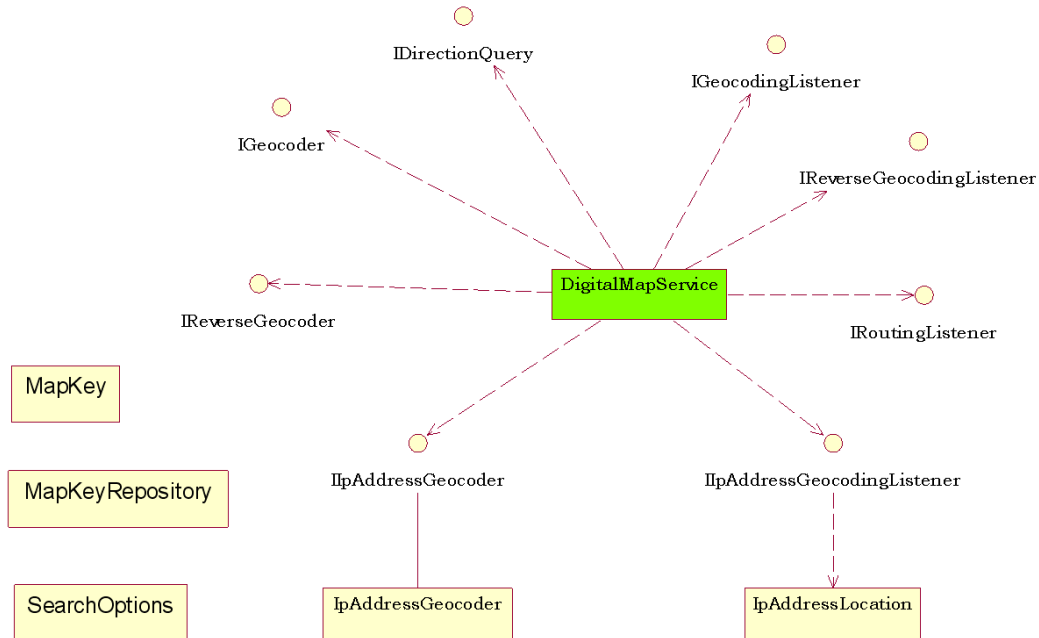 IDirectionQuery
IGeocodingListener
IGeocoder
IReverseGeocodingListener
DigitalMapService
IReverseGeocoder
IRoutingListener
MapKey
IIpAddressGeocoder
IIpAddressGeocodingListener
MapKeyRepository
SearchOptions
IpAddressGeocoder
IpAddressLocation